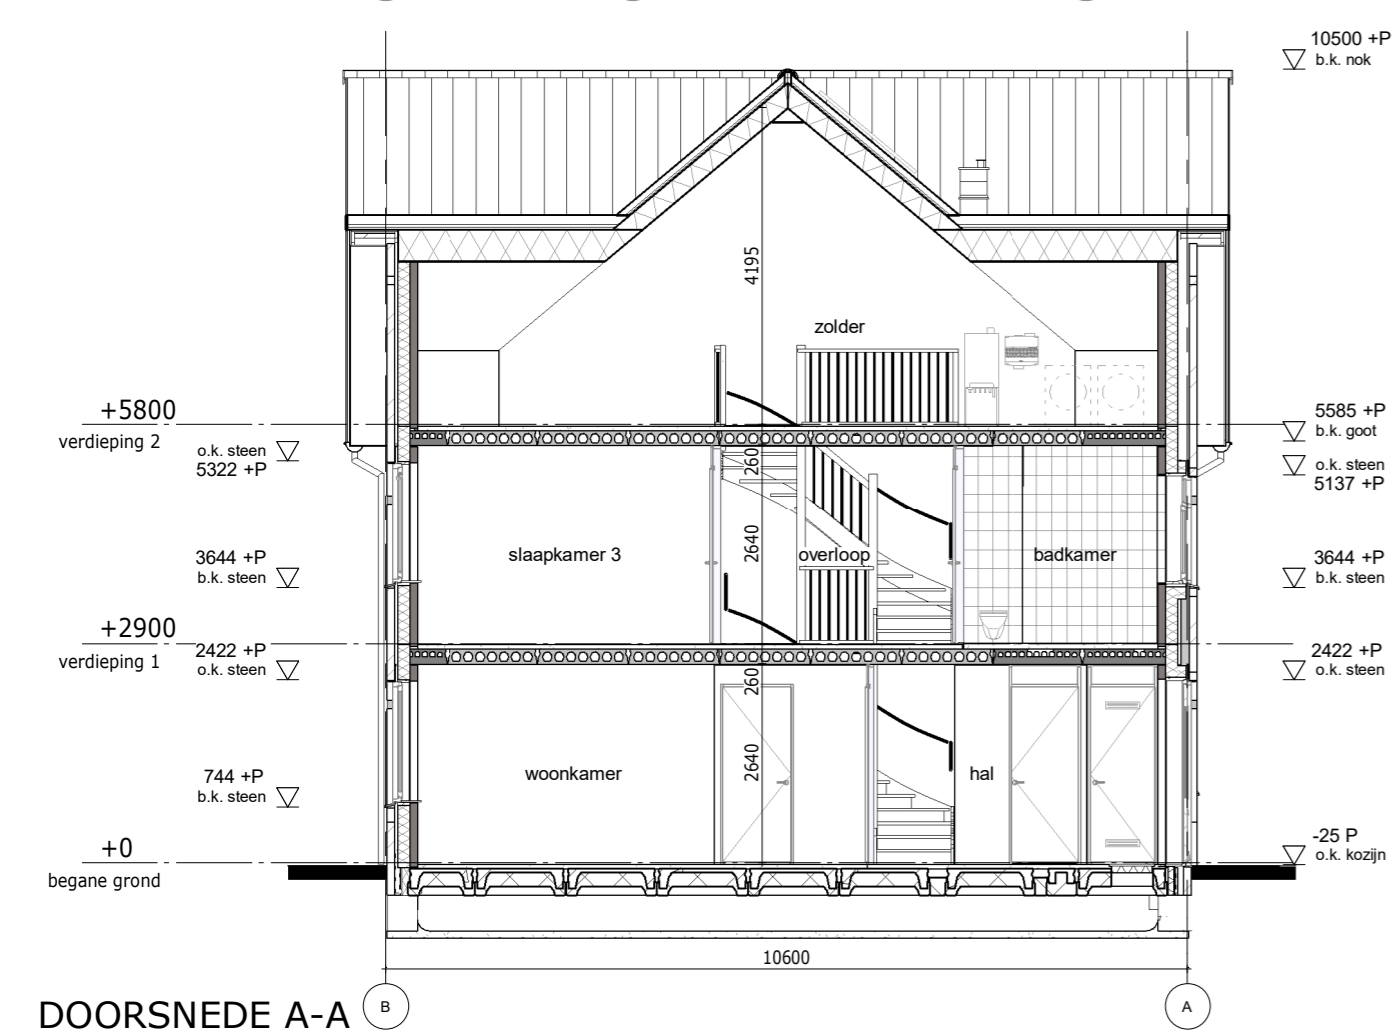 10500 +P
b.k. nok
4195
zolder
+5800
verdieping 2
o.k. steen
5322 +P
5585 +P
b.k. goot
o.k. steen
5137 +P
260
2640
slaapkamer 3
overloop
badkamer
3644 +P
b.k. steen
3644 +P
b.k. steen
+2900
verdieping 1
2422 +P
o.k. steen
2422 +P
o.k. steen
260
2640
woonkamer
hal
744 +P
b.k. steen
+0
begane grond
-25 P
o.k. kozijn
10600
DOORSNEDE A-A
B
A